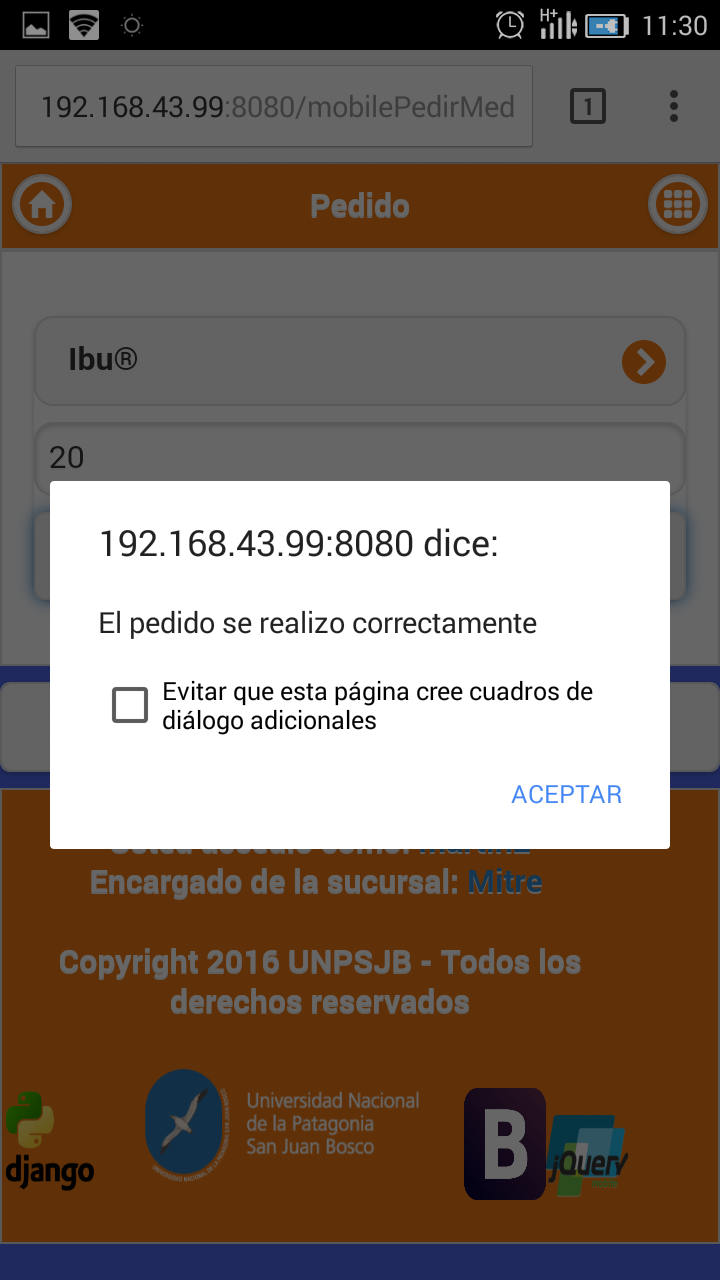 H+
11:30
192.168.43.99:8080/mobilePedirMed
1
Pedido
Ibu®
20
192.168.43.99:8080 dice:
El pedido se realizo correctamente
Evitar que esta página cree cuadros de
diálogo adicionales
ACEPTAR
Encargado de la sucursal: Mitre
Copyright 2016 UNPSJB - Todos los
derechos reservados
Universidad Nacional
de la Patagonia
San Juan Bosco
django
B
jQuery